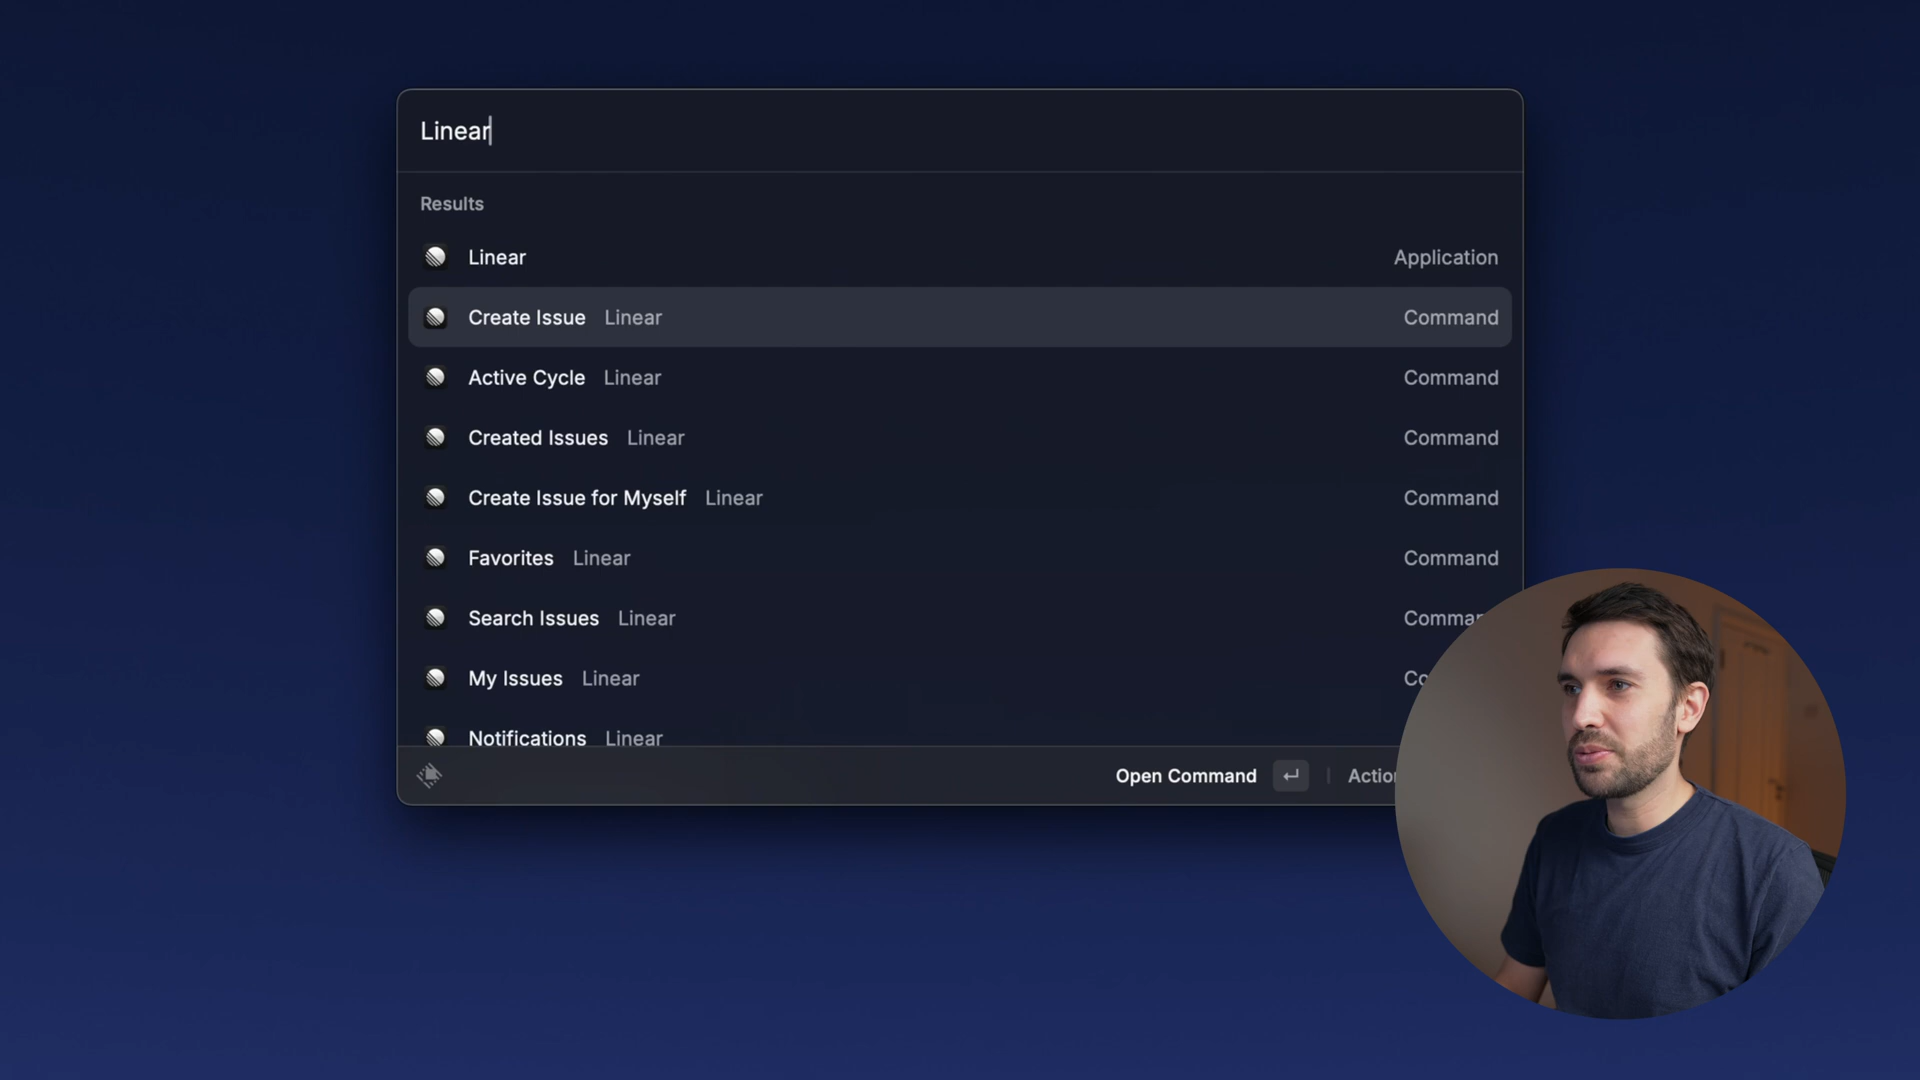 Linear
Results
Linear Application
Create Issue Linear Command
Active Cycle Linear Command
Created Issues Linear Command
Create Issue for Myself Linear Command
Favorites Linear Command
Search Issues Linear
My Issues Linear
Notifications Linear
Open Command